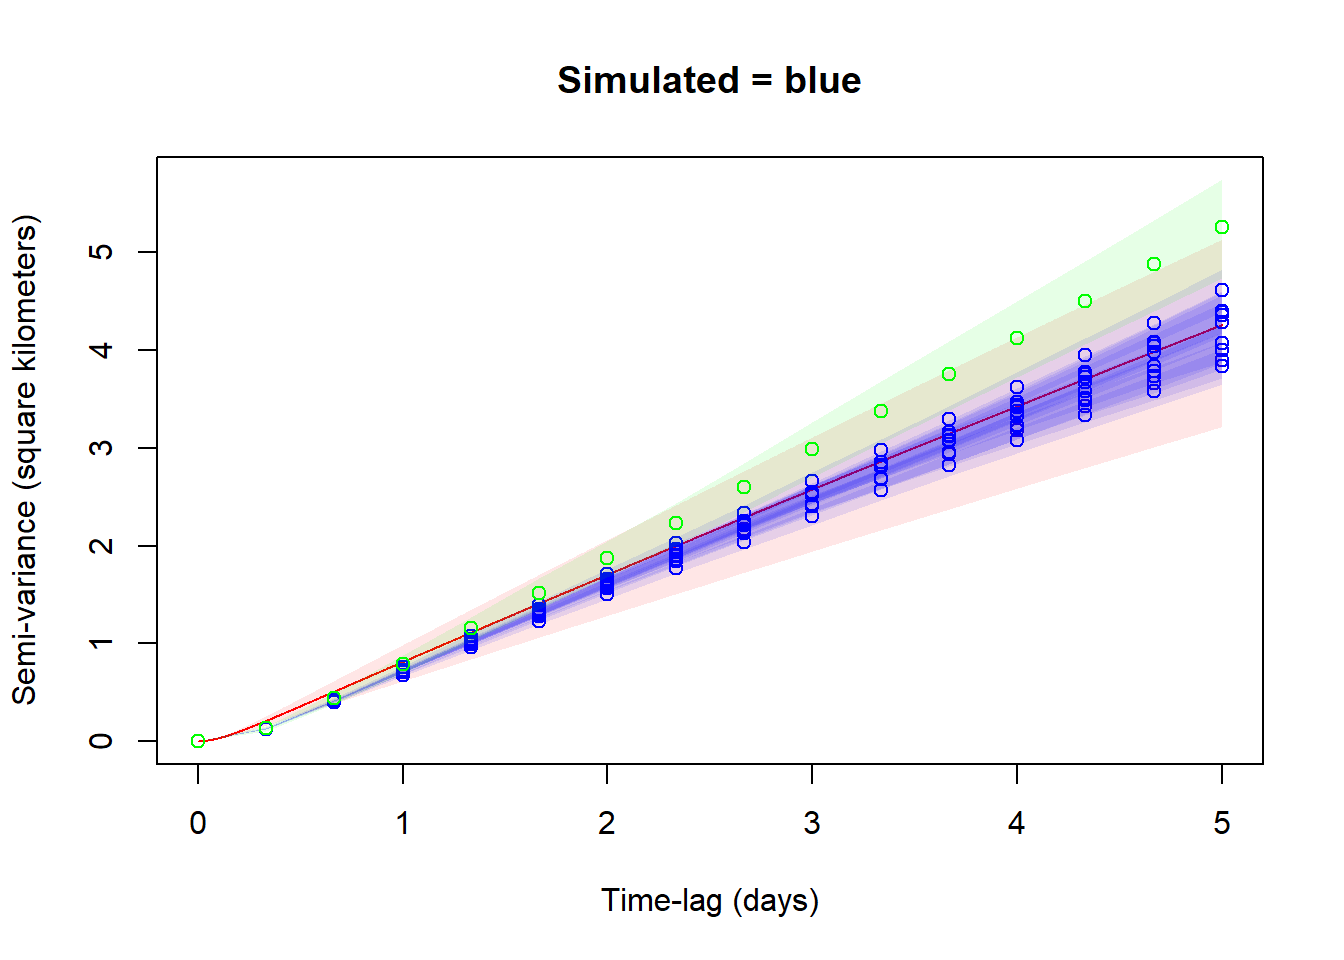 Simulated = blue
Semi-variance (square kilometers)
5
4
3
2
1
0
0 1 2 3 4 5
Time-lag (days)